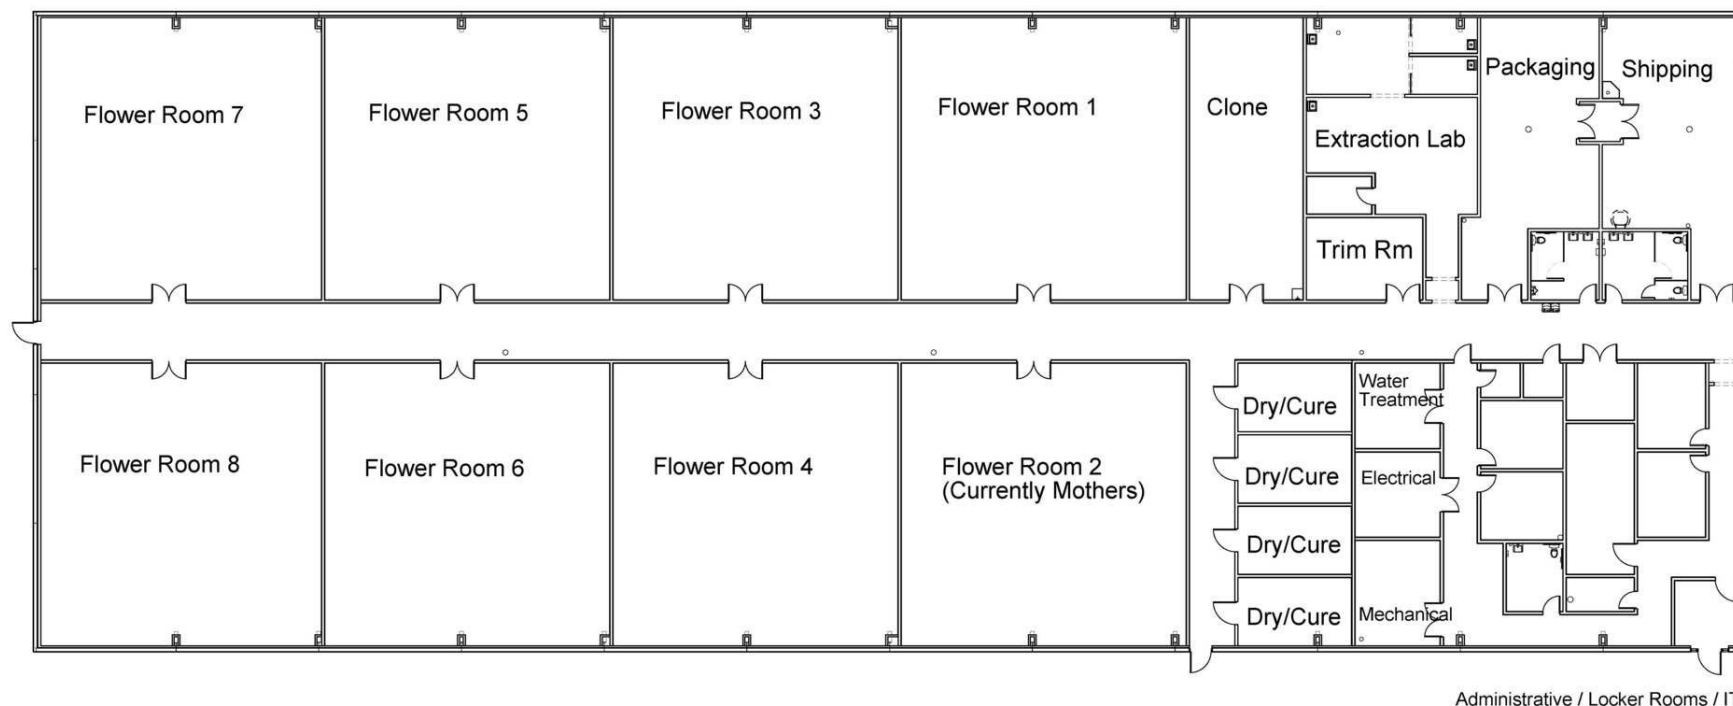 Flower Room 7
Flower Room 5
Flower Room 3
Flower Room 1
Clone
Extraction Lab
Packaging
Shipping
Trim Rm
Flower Room 8
Flower Room 6
Flower Room 4
Flower Room 2
(Currently Mothers)
Dry/Cure
Dry/Cure
Dry/Cure
Dry/Cure
Water
Treatment
Electrical
Mechanical
Administrative / Locker Rooms / IT